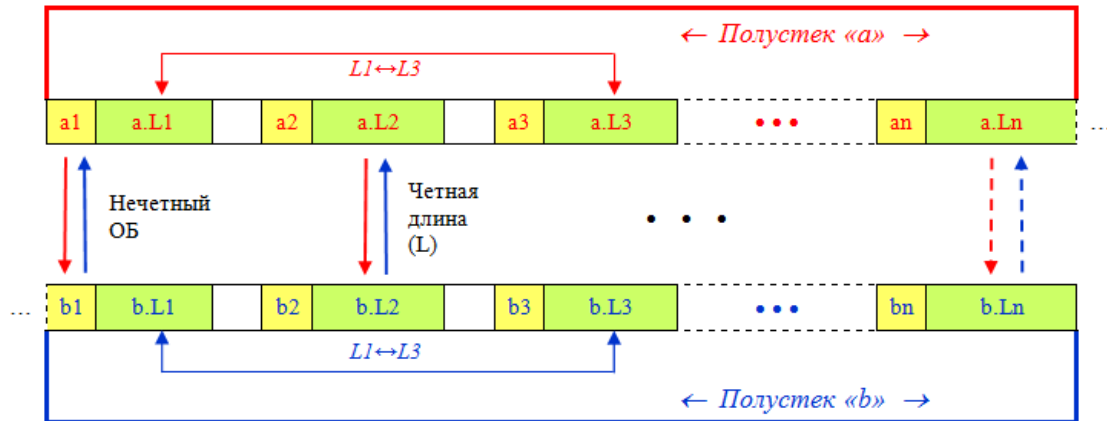 ← Полустек «a» →
L1↔L3
a1 a.L1 a2 a.L2 a3 a.L3 • • • an a.Ln ...
Нечетный
ОБ
Четная
длина
(L)
• • •
... b1 b.L1 b2 b.L2 b3 b.L3 • • • bn b.Ln
L1↔L3
← Полустек «b» →